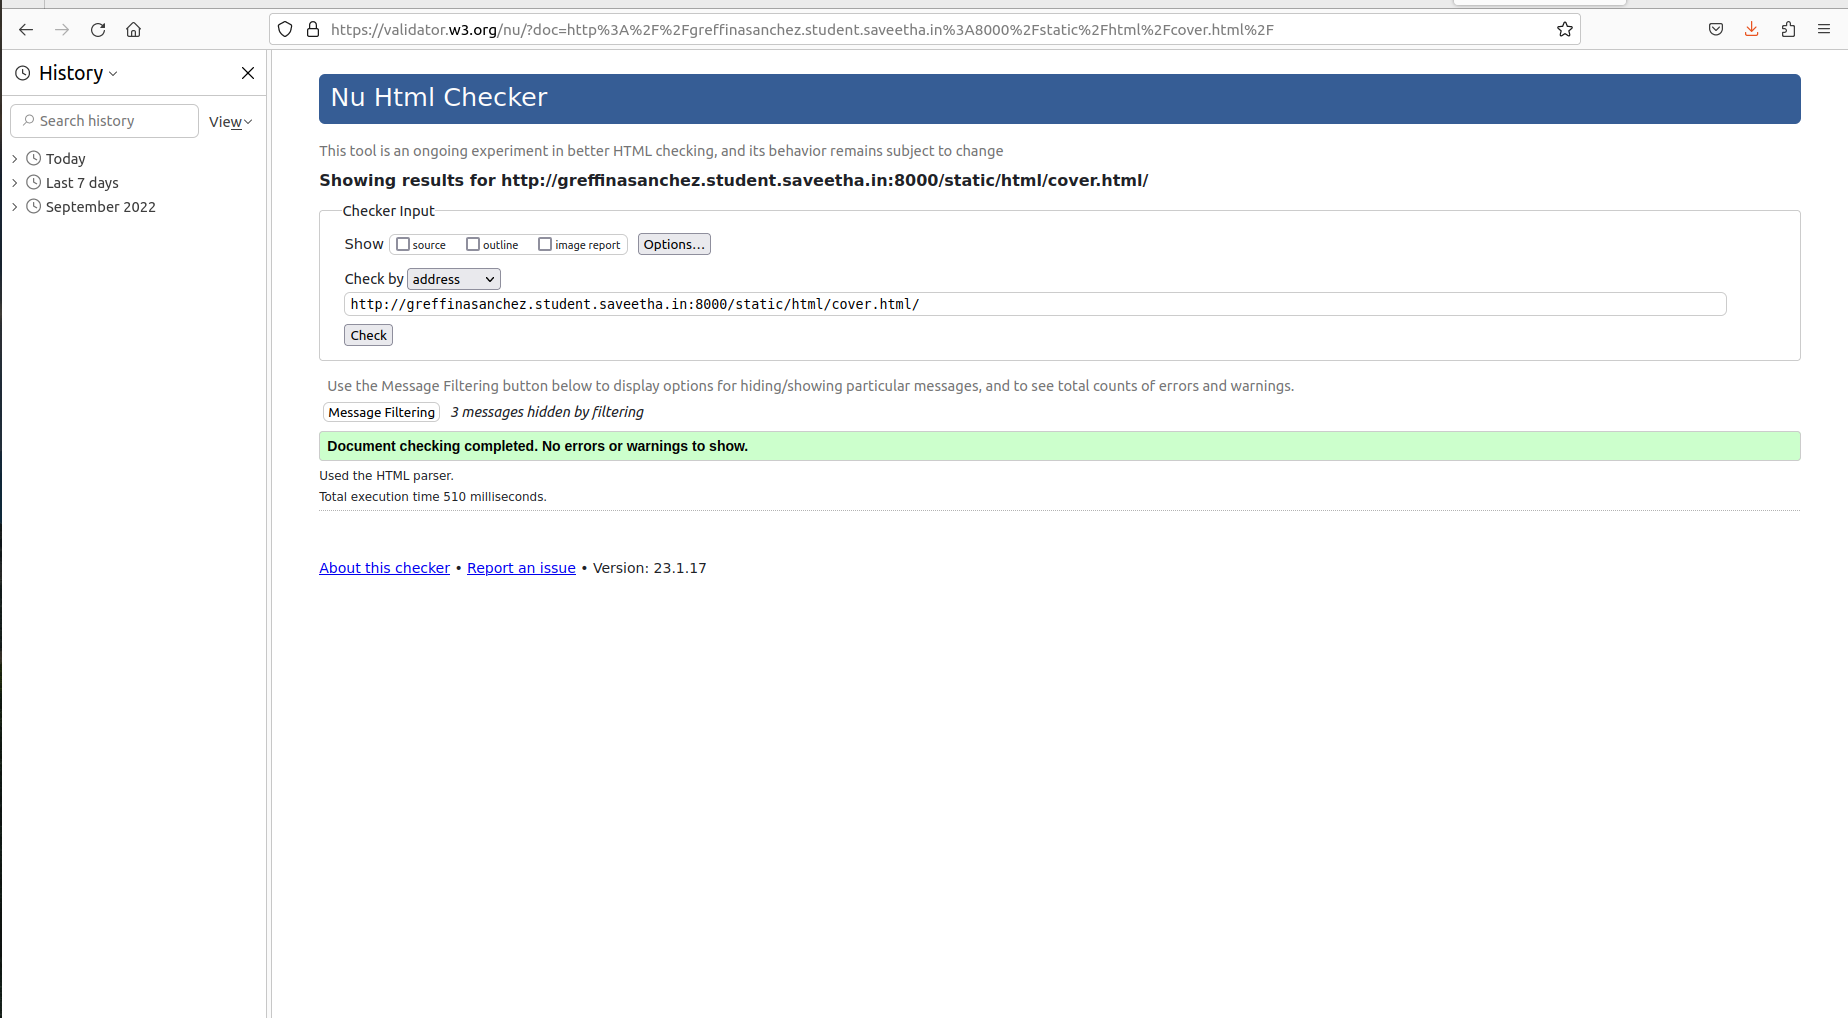 https://validator.w3.org/nu/?doc=http%3A%2F%2Fgreffinasanchez.student.saveetha.in%3A8000%2Fstatic%2Fhtml%2Fcover.html%2F
History
Search history
View
Today
Last 7 days
September 2022
Nu Html Checker
This tool is an ongoing experiment in better HTML checking, and its behavior remains subject to change
Showing results for http://greffinasanchez.student.saveetha.in:8000/static/html/cover.html/
Checker Input
Show source outline image report Options...
Check by address
http://greffinasanchez.student.saveetha.in:8000/static/html/cover.html/
Check
Use the Message Filtering button below to display options for hiding/showing particular messages, and to see total counts of errors and warnings.
Message Filtering 3 messages hidden by filtering
Document checking completed. No errors or warnings to show.
Used the HTML parser.
Total execution time 510 milliseconds.
About this checker • Report an issue • Version: 23.1.17